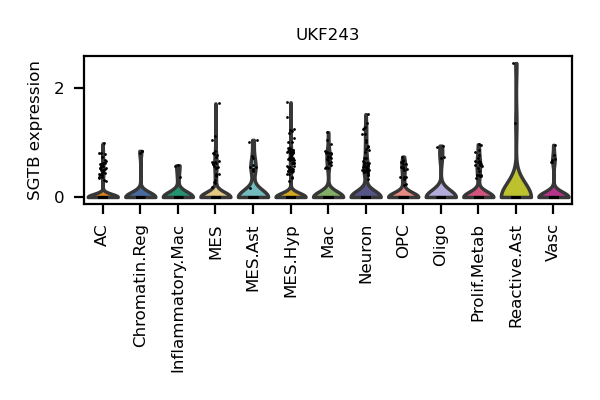 UKF243
SGTB expression
2
0
AC
Chromatin.Reg
Inflammatory.Mac
MES
MES.Ast
MES.Hyp
Mac
Neuron
OPC
Oligo
Prolif.Metab
Reactive.Ast
Vasc